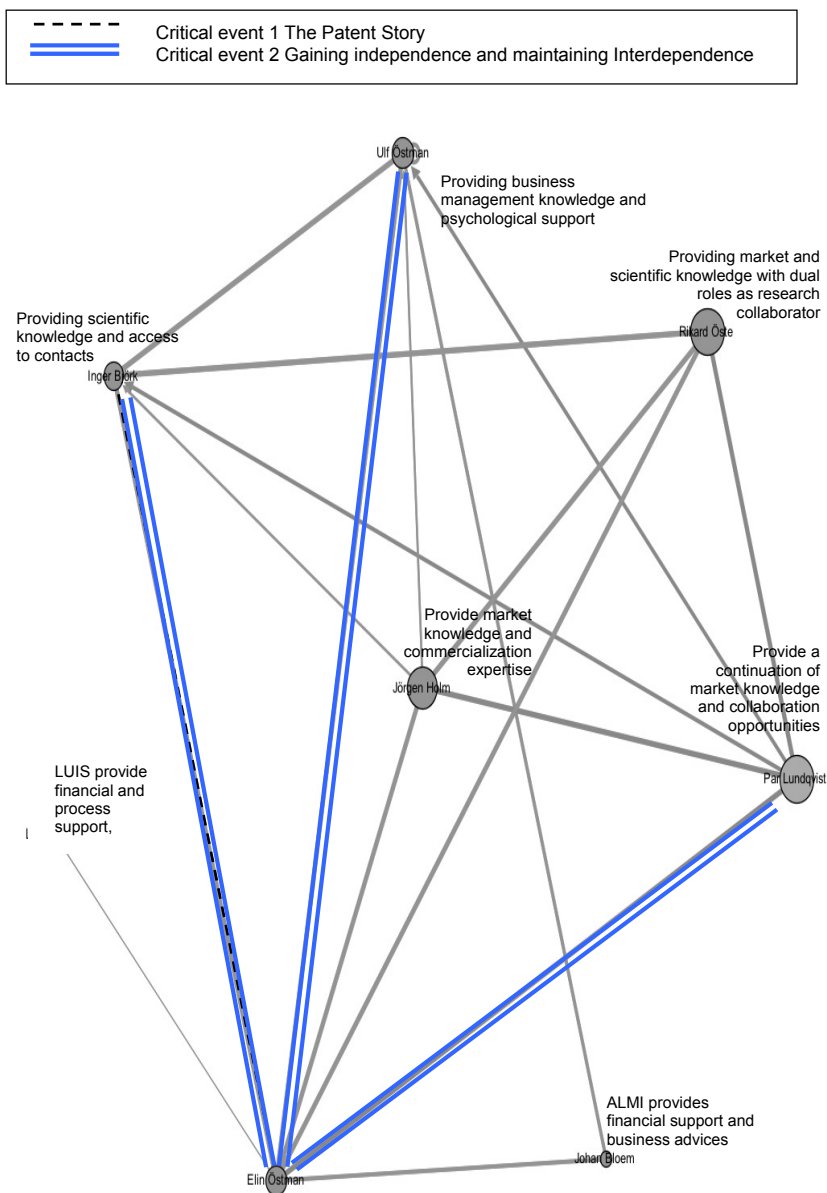 Critical event 1 The Patent Story
Critical event 2 Gaining independence and maintaining Interdependence
Ulf Östman
Providing business
management knowledge and
psychological support
Providing market and
scientific knowledge with dual
roles as research
collaborator
Rikard Öste
Providing scientific
knowledge and access
to contacts
Inger Björk
Provide market
knowledge and
commercialization
expertise
Jörgen Holm
Provide a
continuation of
market knowledge
and collaboration
opportunities
Par Lundqvist
LUIS provide
financial and
process
support,
ALMI provides
financial support and
business advices
Johan Bloem
Elin Östman